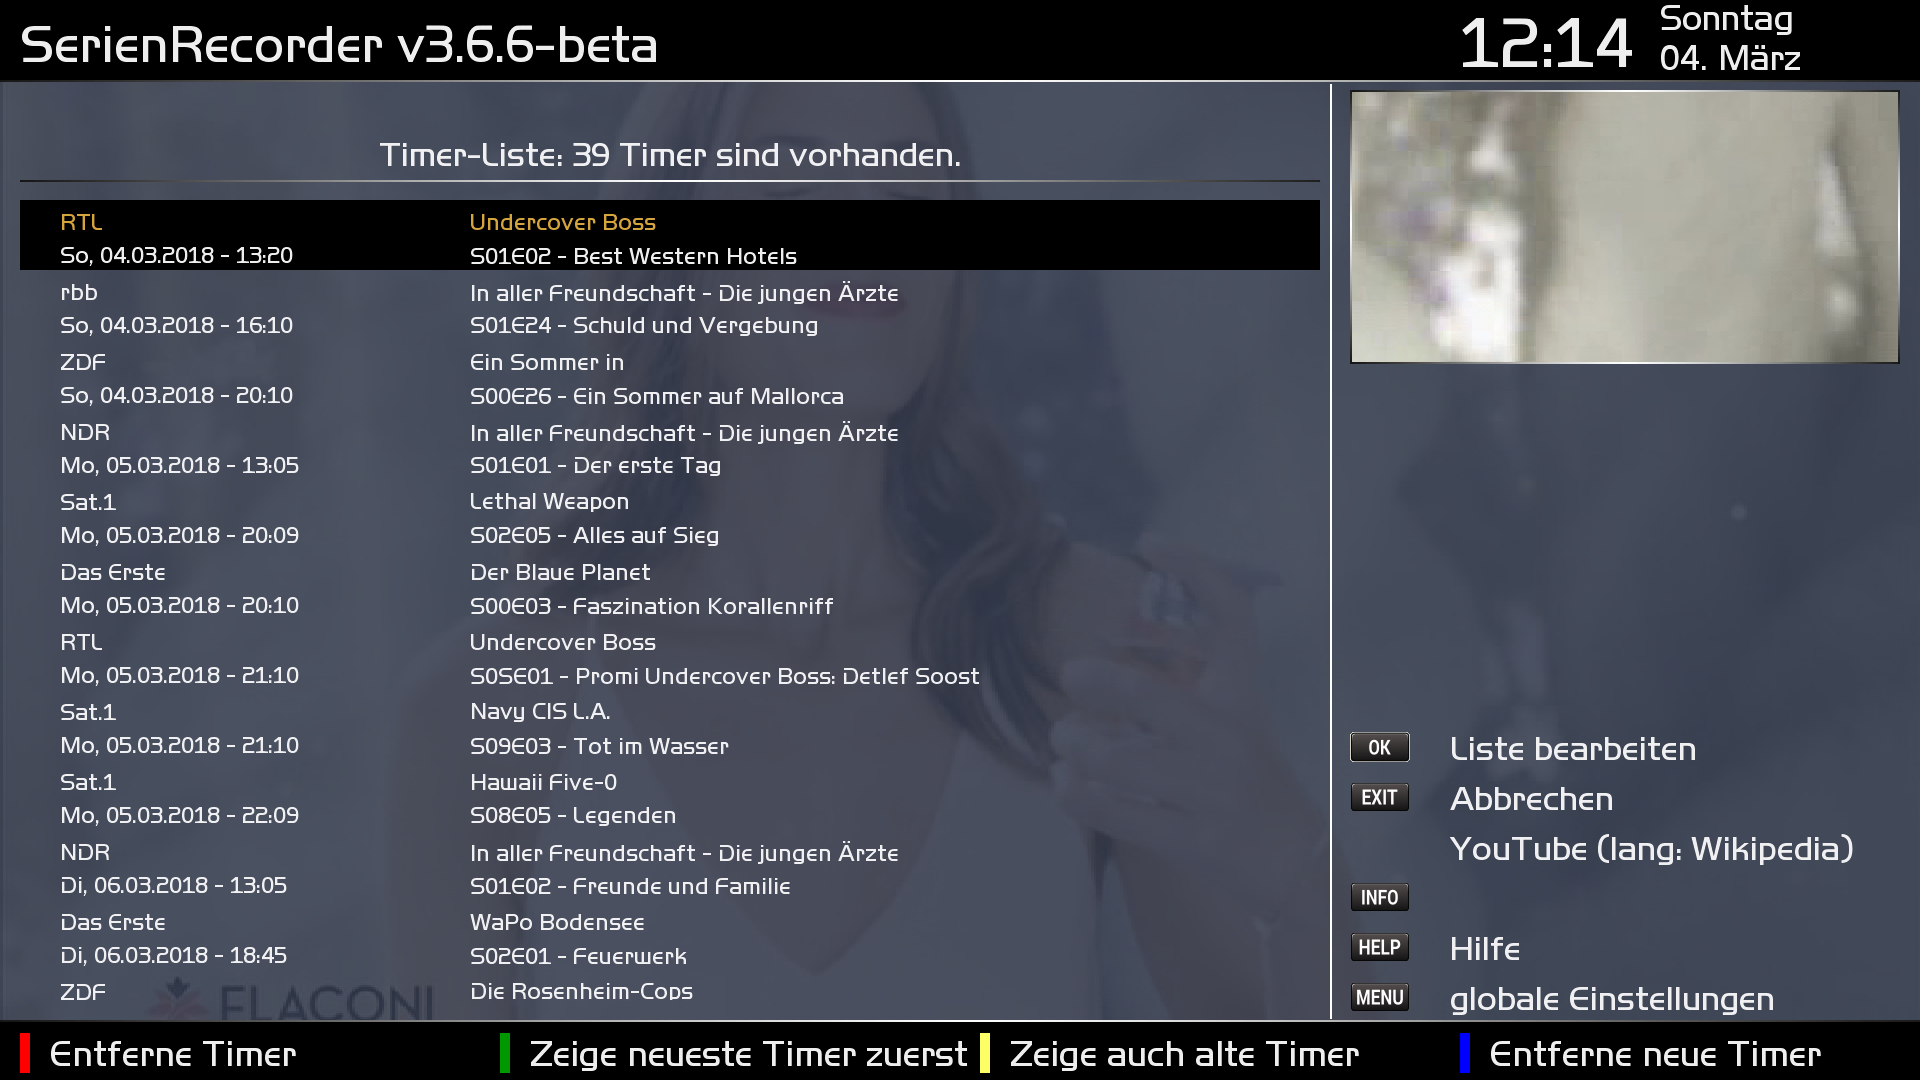 SerienRecorder v3.6.6-beta
12:14
Sonntag
04. März
Timer-Liste: 39 Timer sind vorhanden.
RTL Undercover Boss
So, 04.03.2018 - 13:20 S01E02 - Best Western Hotels
rbb In aller Freundschaft - Die jungen Ärzte
So, 04.03.2018 - 16:10 S01E24 - Schuld und Vergebung
ZDF Ein Sommer in
So, 04.03.2018 - 20:10 S00E26 - Ein Sommer auf Mallorca
NDR In aller Freundschaft - Die jungen Ärzte
Mo, 05.03.2018 - 13:05 S01E01 - Der erste Tag
Sat.1 Lethal Weapon
Mo, 05.03.2018 - 20:09 S02E05 - Alles auf Sieg
Das Erste Der Blaue Planet
Mo, 05.03.2018 - 20:10 S00E03 - Faszination Korallenriff
RTL Undercover Boss
Mo, 05.03.2018 - 21:10 S0SE01 - Promi Undercover Boss: Detlef Soost
Sat.1 Navy CIS L.A.
Mo, 05.03.2018 - 21:10 S09E03 - Tot im Wasser
Sat.1 Hawaii Five-0
Mo, 05.03.2018 - 22:09 S08E05 - Legenden
NDR In aller Freundschaft - Die jungen Ärzte
Di, 06.03.2018 - 13:05 S01E02 - Freunde und Familie
Das Erste WaPo Bodensee
Di, 06.03.2018 - 18:45 S02E01 - Feuerwerk
ZDF Die Rosenheim-Cops
FLACONI
OK Liste bearbeiten
EXIT Abbrechen
YouTube (lang: Wikipedia)
INFO
HELP Hilfe
MENU globale Einstellungen
Entferne Timer
Zeige neueste Timer zuerst
Zeige auch alte Timer
Entferne neue Timer